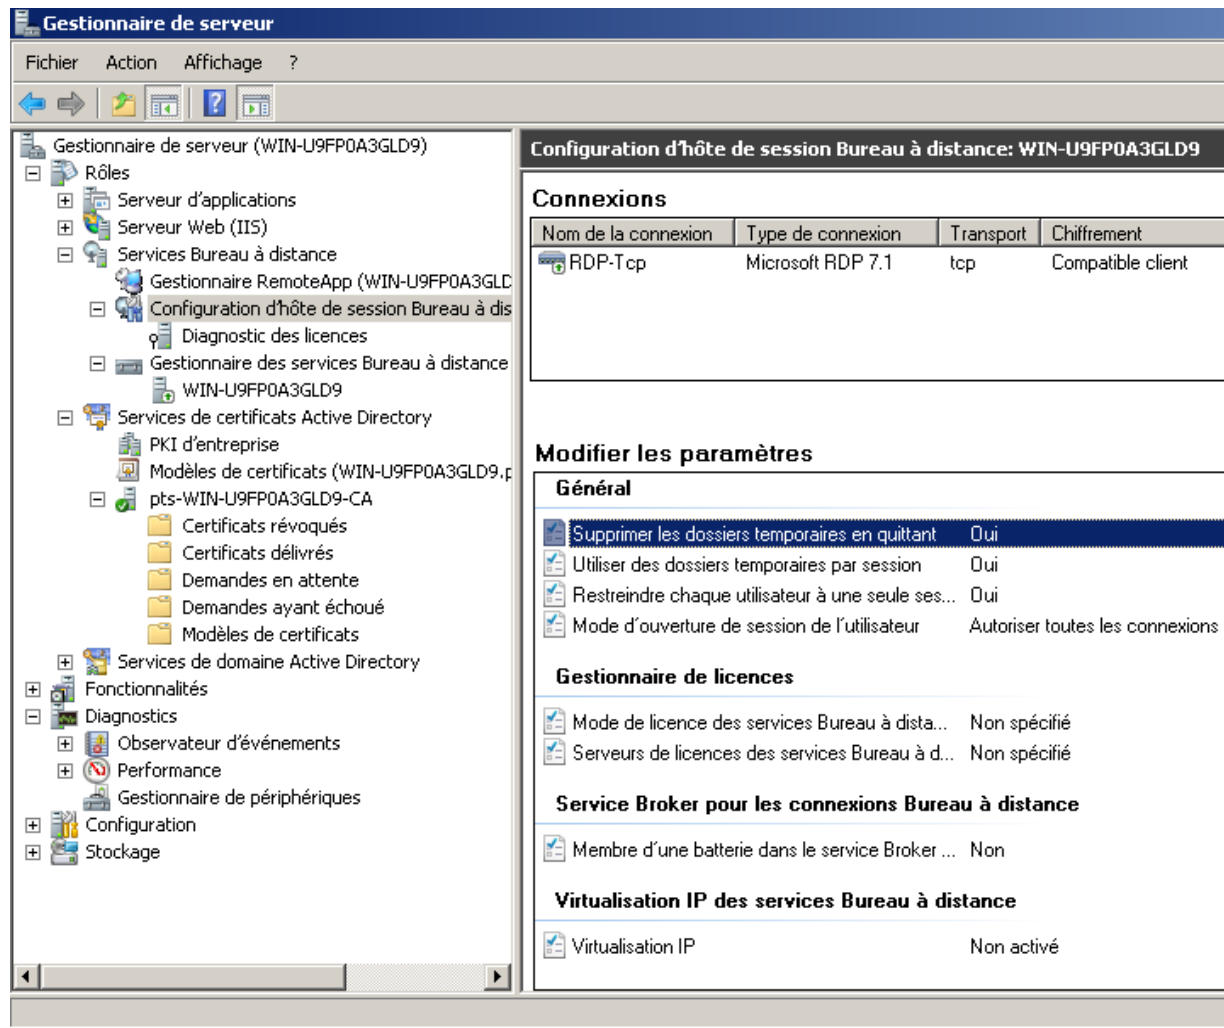 Gestionnaire de serveur
Fichier Action Affichage ?
Gestionnaire de serveur (WIN-U9FP0A3GLD9)
Rôles
Serveur d'applications
Serveur Web (IIS)
Services Bureau à distance
Gestionnaire RemoteApp (WIN-U9FP0A3GLD
Configuration d'hôte de session Bureau à dis
Diagnostic des licences
Gestionnaire des services Bureau à distance
WIN-U9FP0A3GLD9
Services de certificats Active Directory
PKI d'entreprise
Modèles de certificats (WIN-U9FP0A3GLD9.p
pts-WIN-U9FP0A3GLD9-CA
Certificats révoqués
Certificats délivrés
Demandes en attente
Demandes ayant échoué
Modèles de certificats
Services de domaine Active Directory
Fonctionnalités
Diagnostics
Observateur d'événements
Performance
Gestionnaire de périphériques
Configuration
Stockage
Configuration d'hôte de session Bureau à distance: WIN-U9FP0A3GLD9
Connexions
Nom de la connexion Type de connexion Transport Chiffrement
RDP-Tcp Microsoft RDP 7.1 tcp Compatible client
Modifier les paramètres
Général
Supprimer les dossiers temporaires en quittant Oui
Utiliser des dossiers temporaires par session Oui
Restreindre chaque utilisateur à une seule ses... Oui
Mode d'ouverture de session de l'utilisateur Autoriser toutes les connexions
Gestionnaire de licences
Mode de licence des services Bureau à dista... Non spécifié
Serveurs de licences des services Bureau à d... Non spécifié
Service Broker pour les connexions Bureau à distance
Membre d'une batterie dans le service Broker ... Non
Virtualisation IP des services Bureau à distance
Virtualisation IP Non activé